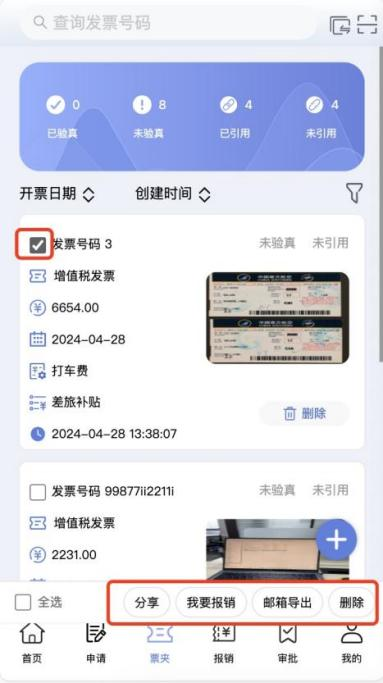 查询发票号码
0 8 4 4
已验真 未验真 已引用 未引用
开票日期 创建时间
发票号码 3 未验真 未引用
增值税发票
6654.00
2024-04-28
打车费
差旅补贴
删除
2024-04-28 13:38:07
发票号码 99877ii2211i 未验真 未引用
增值税发票
2231.00
全选 分享 我要报销 邮箱导出 删除
首页 申请 票夹 报销 审批 我的